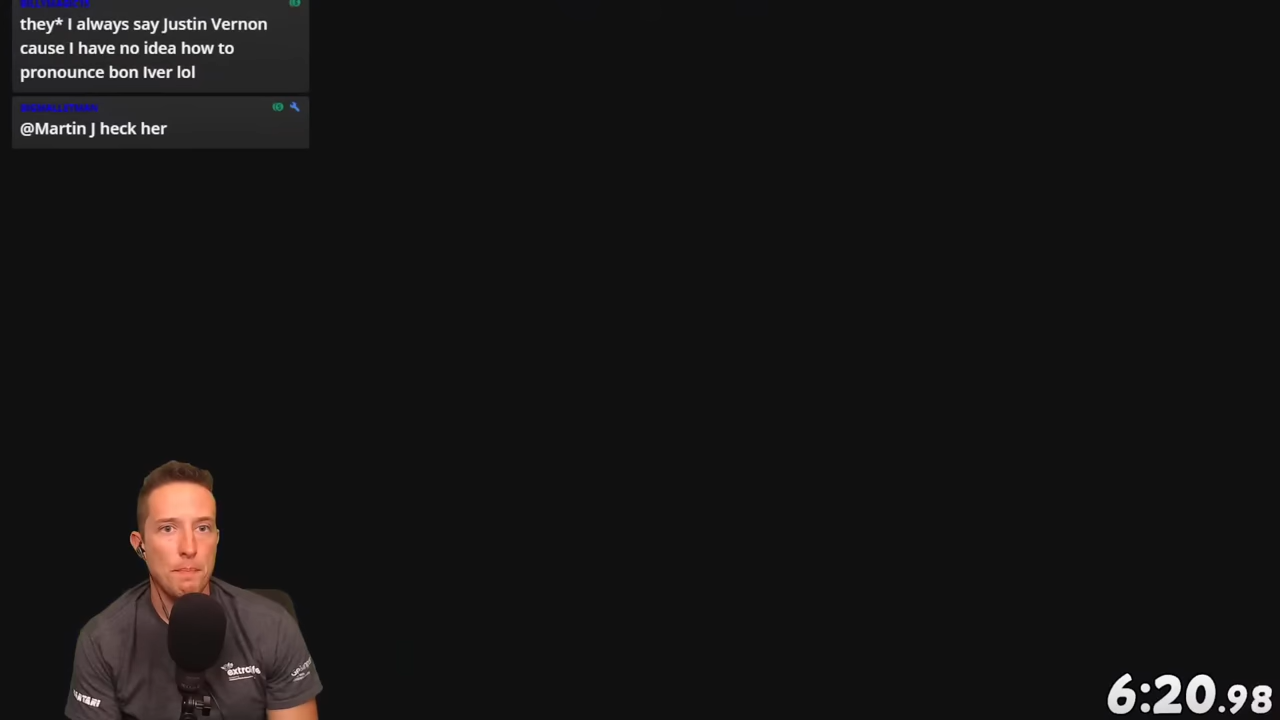 they* I always say Justin Vernon
cause I have no idea how to
pronounce bon Iver lol
@Martin J heck her
extralife
6:20.98